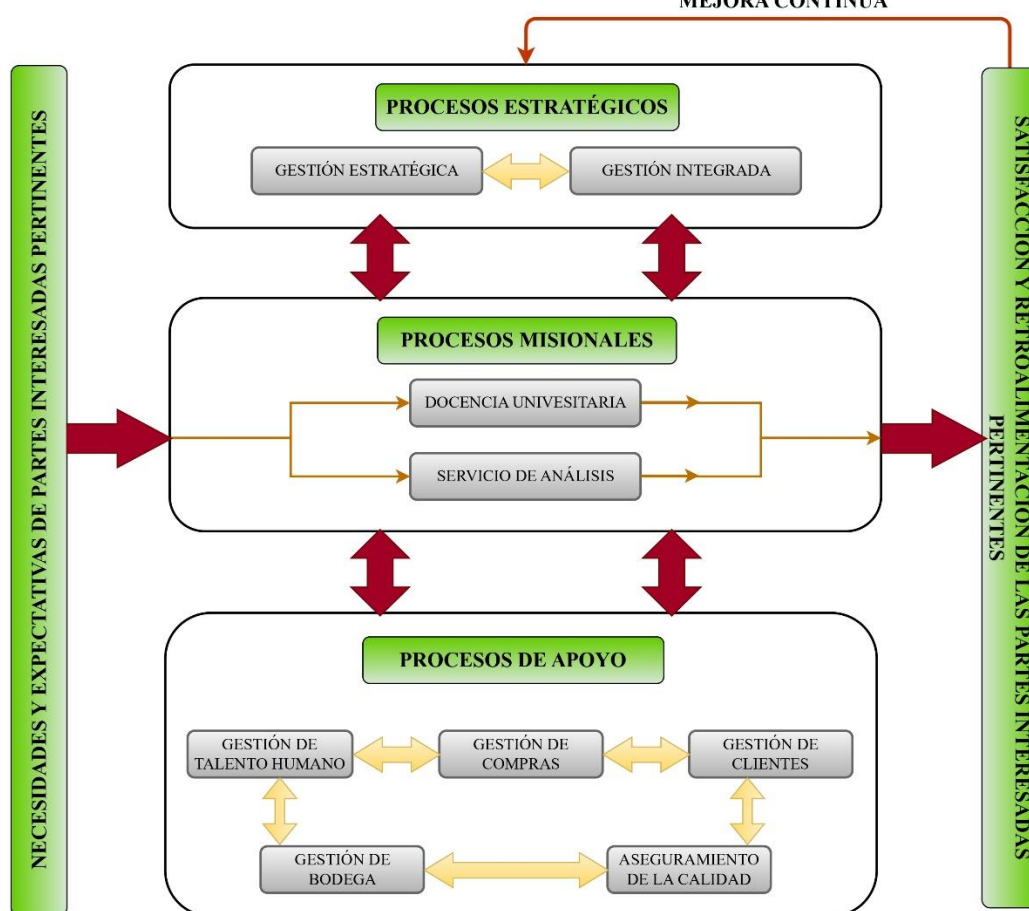 MEJORA CONTINUA
NECESIDADES Y EXPECTATIVAS DE PARTES INTERESADAS PERTINENTES
PROCESOS ESTRATÉGICOS
GESTIÓN ESTRATÉGICA
GESTIÓN INTEGRADA
PROCESOS MISIONALES
DOCENCIA UNIVESITARIA
SERVICIO DE ANÁLISIS
PROCESOS DE APOYO
GESTIÓN DE
TALENTO HUMANO
GESTIÓN DE
COMPRAS
GESTIÓN DE
CLIENTES
GESTIÓN DE
BODEGA
ASEGURAMIENTO
DE LA CALIDAD
SATISFACCIÓN Y RETROALIMENTACIÓN DE LAS PARTES INTERESADAS
PERTINENTES